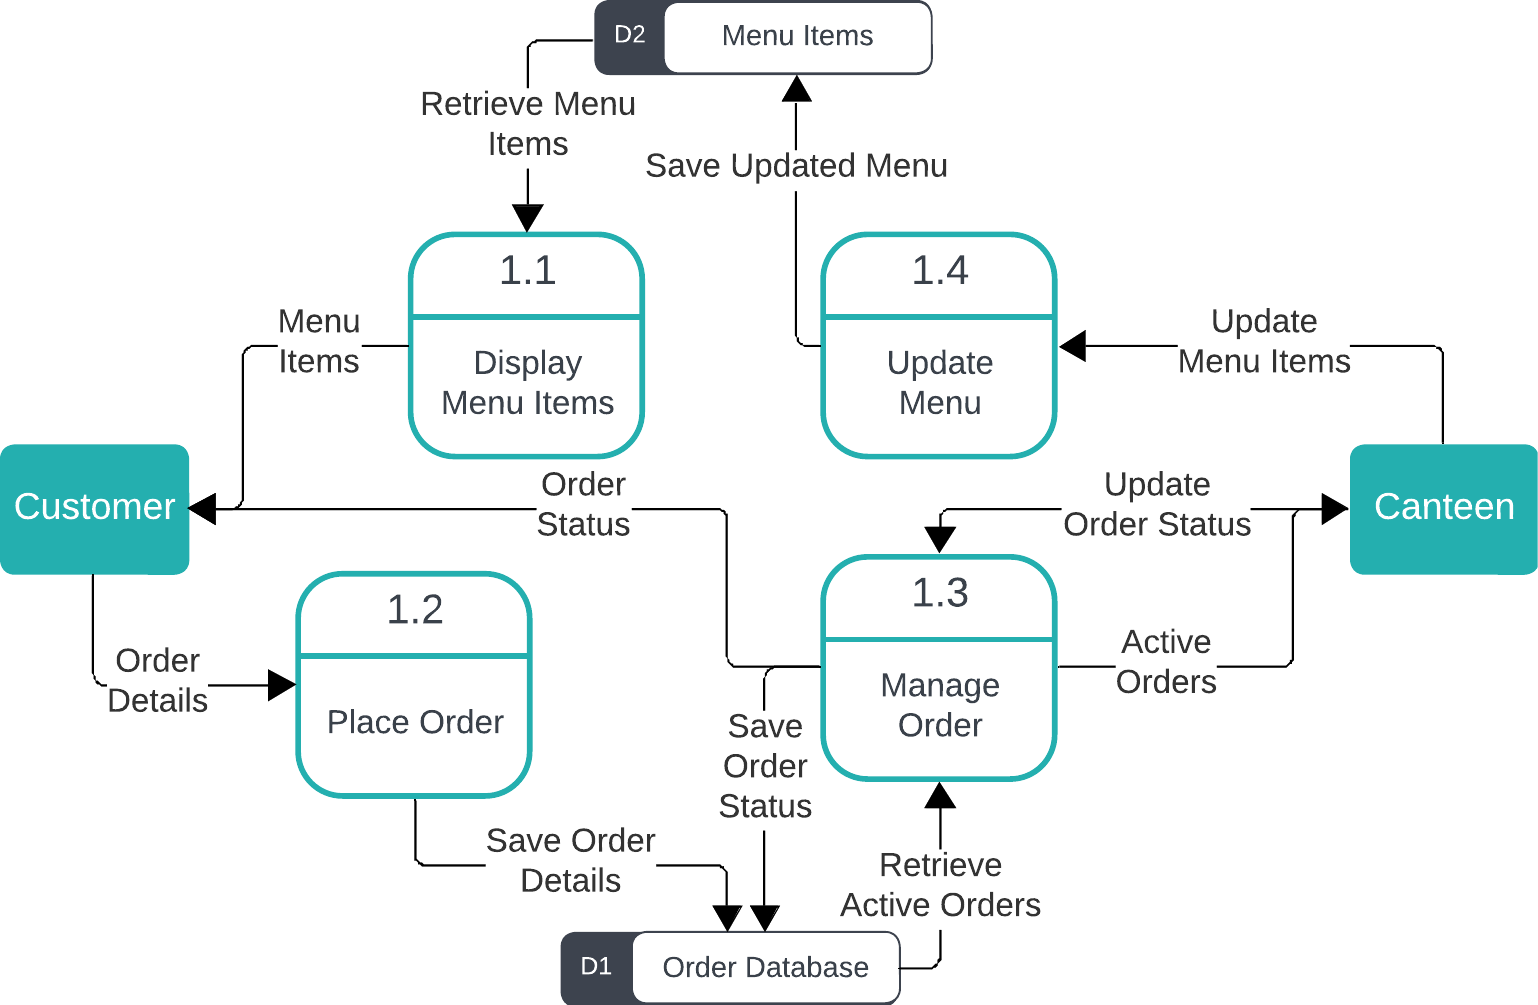 D2
Menu Items
Retrieve Menu
Items
Save Updated Menu
1.1
Display
Menu Items
1.4
Update
Menu
Menu
Items
Update
Menu Items
Customer
Order
Status
Update
Order Status
Canteen
1.2
Place Order
1.3
Manage
Order
Order
Details
Active
Orders
Save
Order
Status
Save Order
Details
Retrieve
Active Orders
D1
Order Database